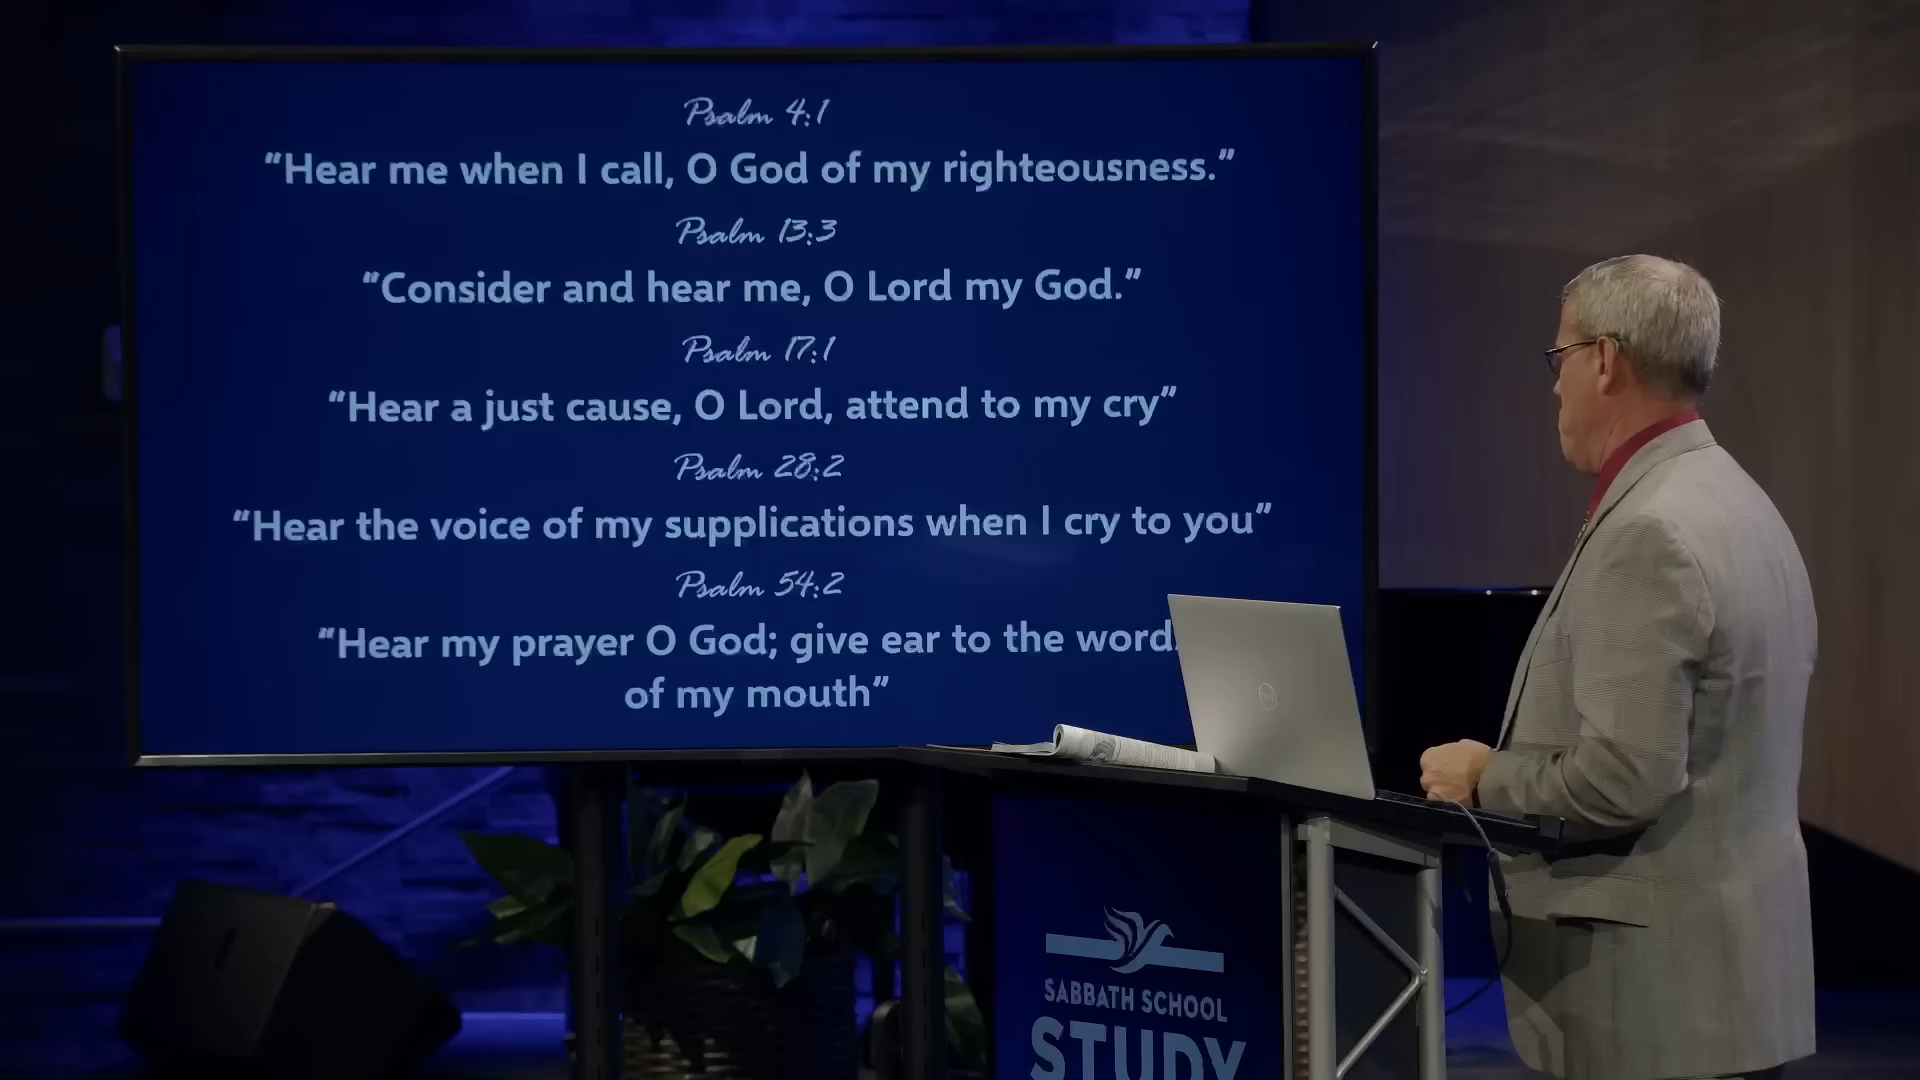 Psalm 4:1
“Hear me when I call, O God of my righteousness.”
Psalm 13:3
“Consider and hear me, O Lord my God.”
Psalm 17:1
“Hear a just cause, O Lord, attend to my cry”
Psalm 28:2
“Hear the voice of my supplications when I cry to you”
Psalm 54:2
“Hear my prayer O God; give ear to the word
of my mouth”
SABBATH SCHOOL
STUDY